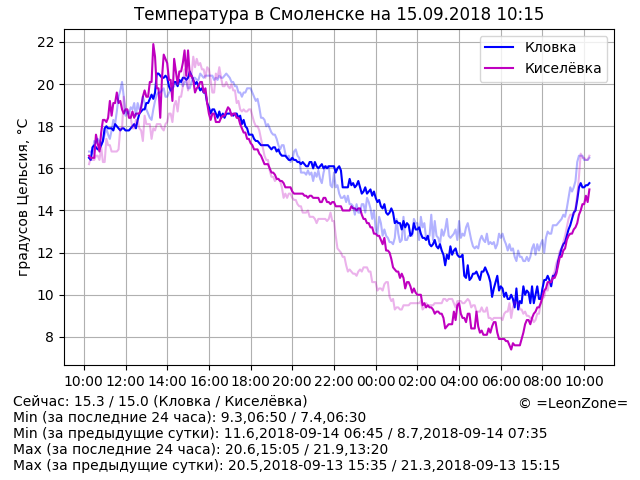 Температура в Смоленске на 15.09.2018 10:15
Кловка
Киселёвка
градусов Цельсия, °C
22
20
18
16
14
12
10
8
10:00 12:00 14:00 16:00 18:00 20:00 22:00 00:00 02:00 04:00 06:00 08:00 10:00
Сейчас: 15.3 / 15.0 (Кловка / Киселёвка)
© =LeonZone=
Min (за последние 24 часа): 9.3,06:50 / 7.4,06:30
Min (за предыдущие сутки): 11.6,2018-09-14 06:45 / 8.7,2018-09-14 07:35
Max (за последние 24 часа): 20.6,15:05 / 21.9,13:20
Max (за предыдущие сутки): 20.5,2018-09-13 15:35 / 21.3,2018-09-13 15:15